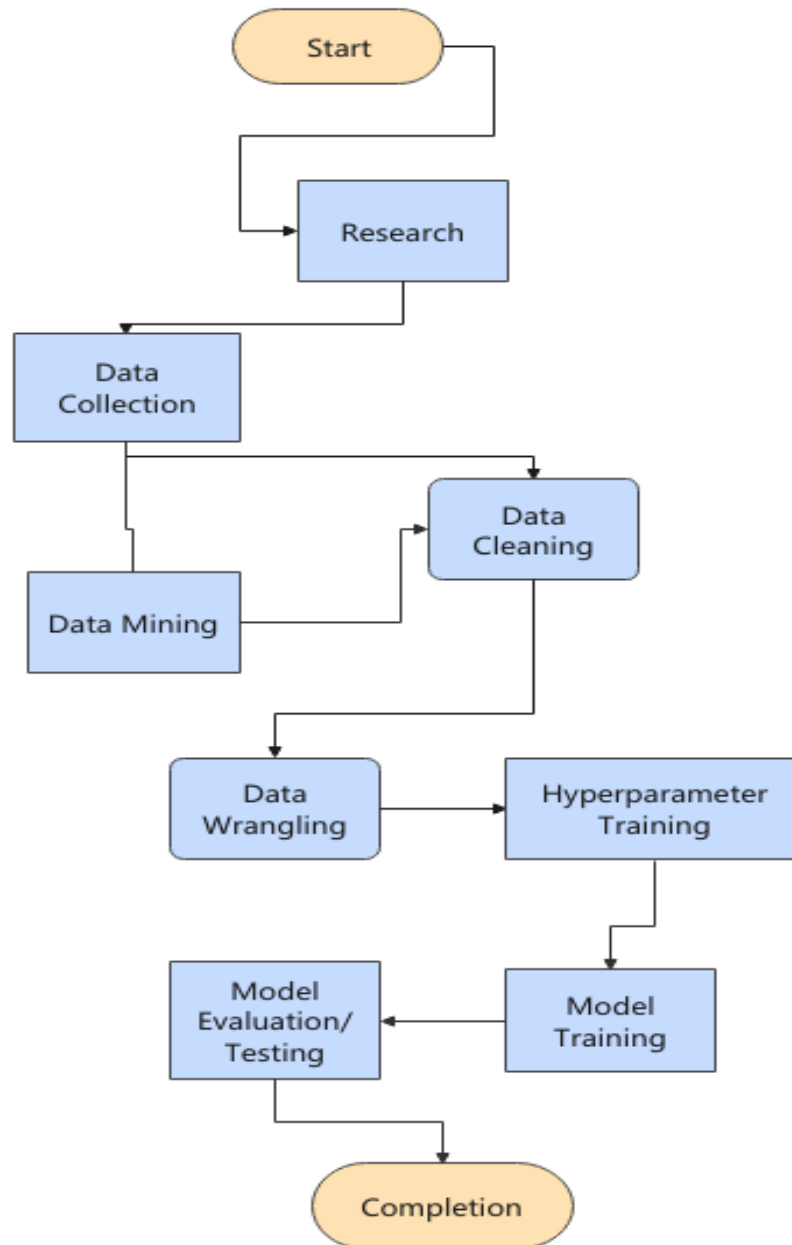 Start
Research
Data
Collection
Data
Cleaning
Data Mining
Data
Wrangling
Hyperparameter
Training
Model
Training
Model
Evaluation/
Testing
Completion